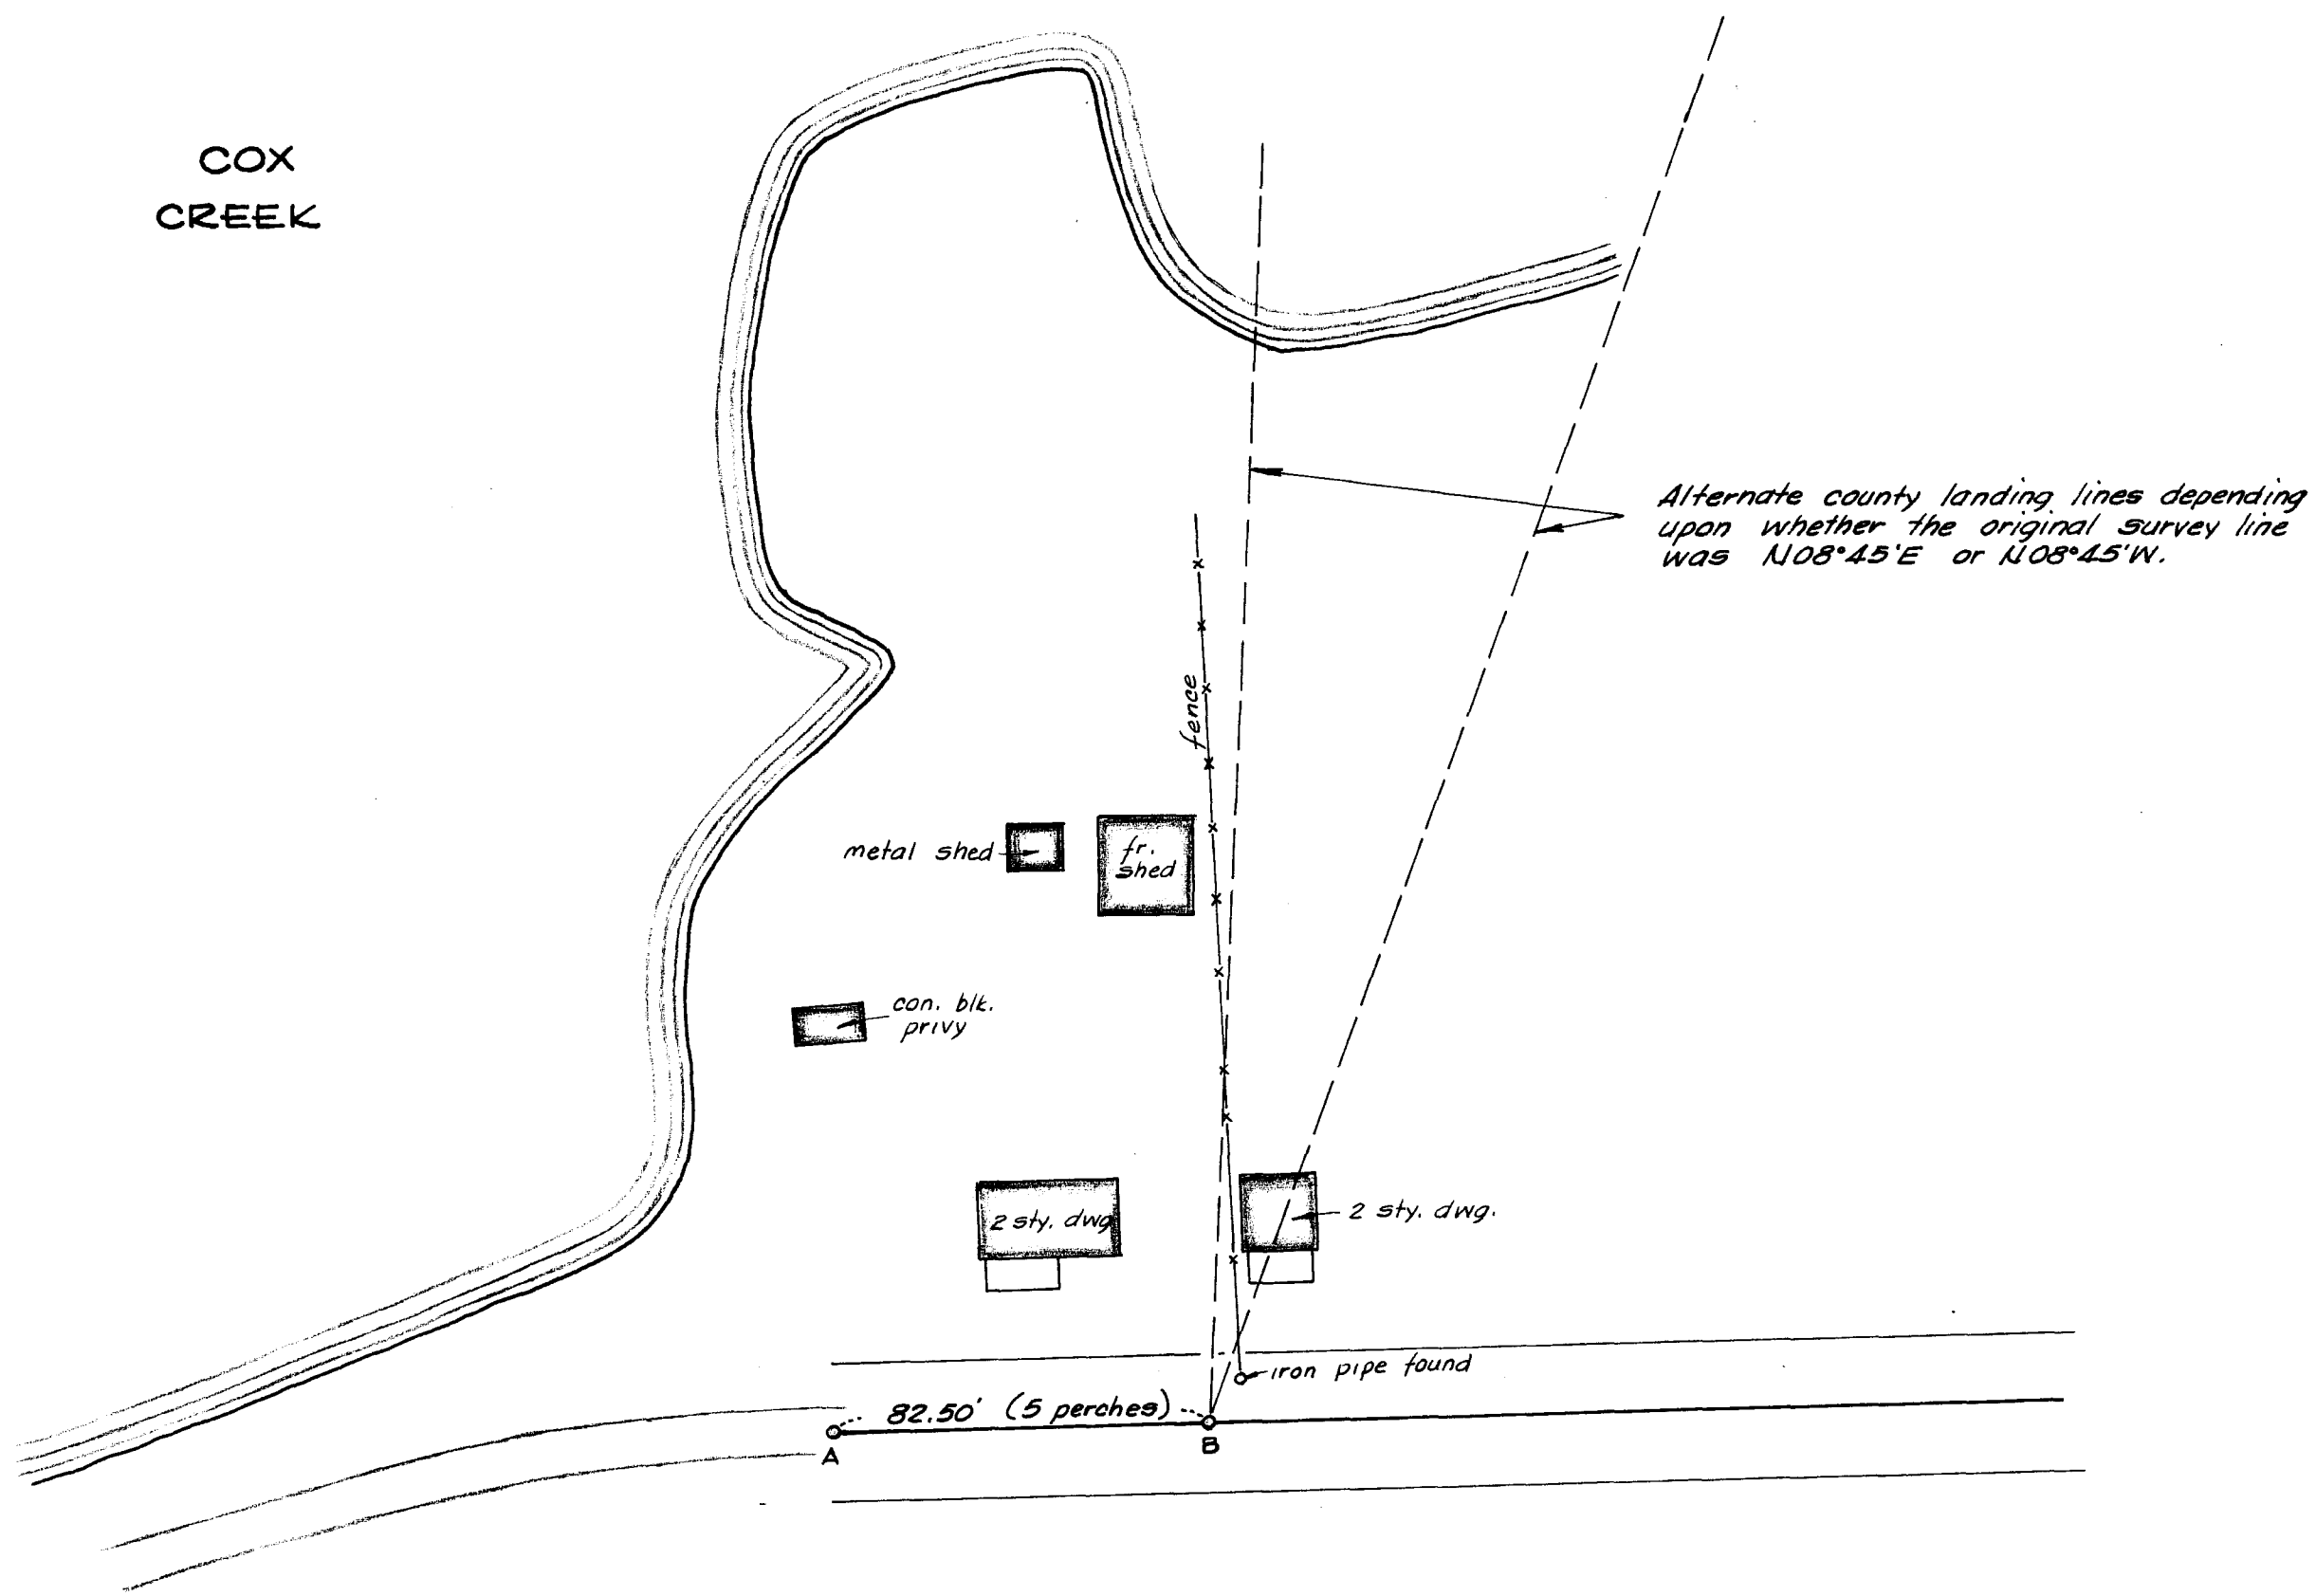 COX
CREEK
Alternate county landing lines depending
upon whether the original survey line
was N08°45'E or N08°45'W.
fence
metal shed
fr.
shed
con. blk.
privy
2 sty. dwg
2 sty. dwg.
iron pipe found
82.50' (5 perches)
A
B